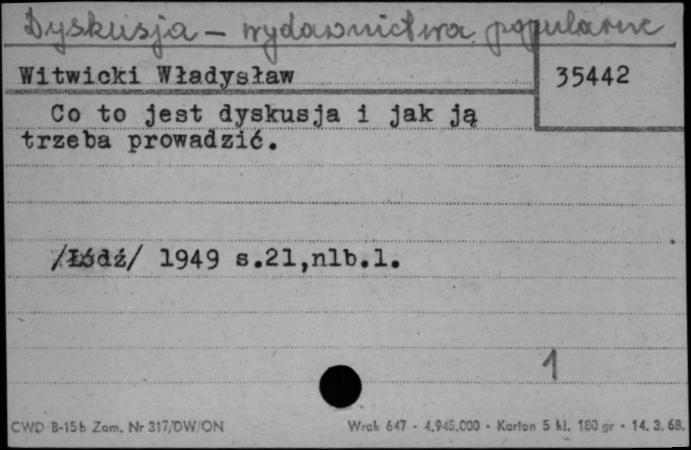 Dyskusja – wydawnictwa popularne
Witwicki Władysław
35442
Co to jest dyskusja i jak ją
trzeba prowadzić.
/Łódź/ 1949 s.21,nlb.1.
1
CWD B-15b Zam. Nr 317/DW/ON
Wrak 647 - 4.945.000 - Karton 5 kl. 180 gr - 14. 3. 68.